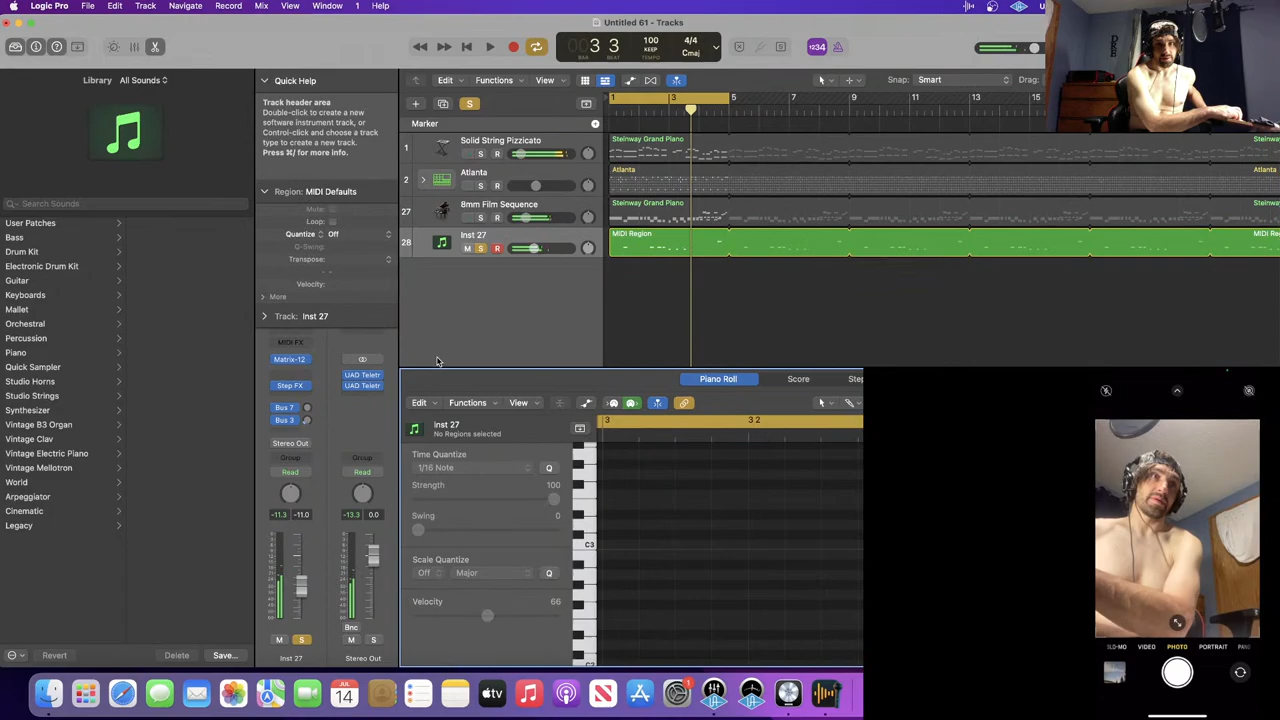 Logic Pro File Edit Track Navigate Record Mix View Window 1 Help
Untitled 61 - Tracks
3 3 100 KEEP TEMPO 4/4 Cmaj
1234
Library All Sounds
Search Sounds
User Patches
Bass
Drum Kit
Electronic Drum Kit
Guitar
Keyboards
Mallet
Orchestral
Percussion
Piano
Quick Sampler
Studio Horns
Studio Strings
Synthesizer
Vintage B3 Organ
Vintage Clav
Vintage Electric Piano
Vintage Mellotron
World
Arpeggiator
Cinematic
Legacy
Revert Delete Save...
Quick Help
Track header area
Double-click to create a new
software instrument track, or
Control-click and choose a track
type to create a new track.
Press ⌘/ for more info.
Region: MIDI Defaults
Mute:
Loop:
Quantize Off
Q-Swing:
Transpose:
Velocity:
More
Track: Inst 27
MIDI FX
Matrix-12
Step FX UAD Teletr
UAD Teletr
Bus 7
Bus 3
Stereo Out
Group Group
Read Read
-11.3 -11.0 -13.3 0.0
Bnc
M S M S
Inst 27 Stereo Out
Edit Functions View Snap: Smart Drag:
S
1 3 5 7 9 11 13 15
Marker
1 Solid String Pizzicato
S R
Steinway Grand Piano Steinw
2 Atlanta
S R
Atlanta Atlanta
27 8mm Film Sequence
S R
Steinway Grand Piano Steinw
28 Inst 27
M S R
MIDI Region MIDI Re
Piano Roll Score Step
Edit Functions View
Inst 27
No Regions selected
3 3 2
Time Quantize
1/16 Note Q
Strength 100
Swing 0
Scale Quantize
Off Major Q
Velocity 66
C3
SLO-MO VIDEO PHOTO PORTRAIT PANO
JUL
14